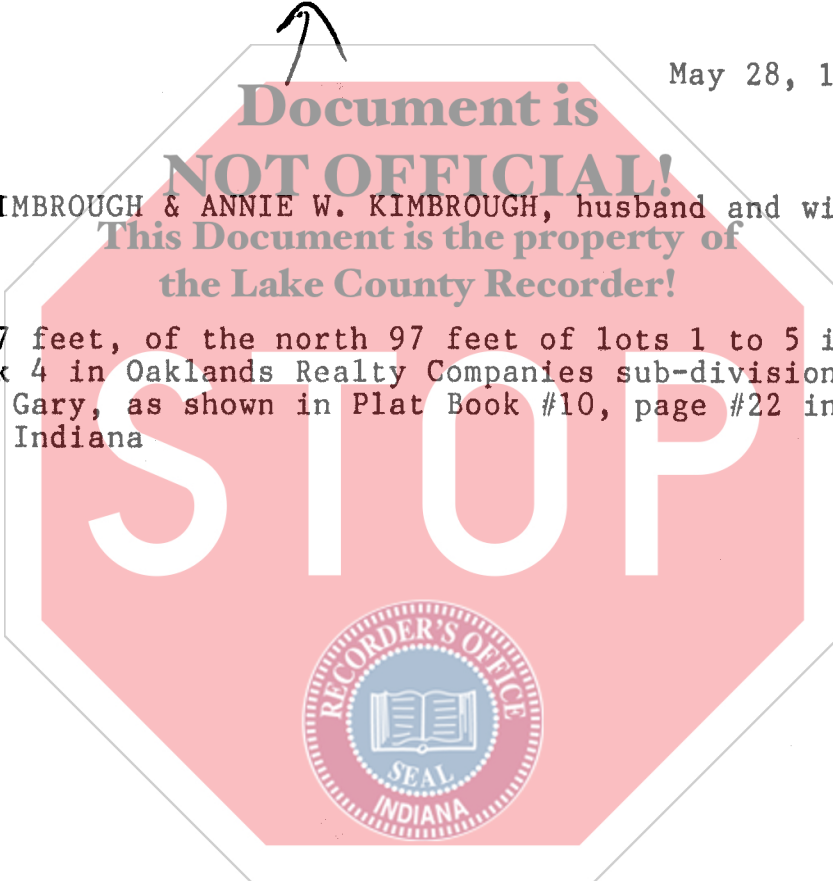 May 28, 1
Document is
NOT OFFICIAL!
IMBROUGH & ANNIE W. KIMBROUGH, husband and wi
This Document is the property of
the Lake County Recorder!
7 feet, of the north 97 feet of lots 1 to 5 i
k 4 in Oaklands Realty Companies sub-division
Gary, as shown in Plat Book #10, page #22 in
Indiana
STOP
RECORDER'S OFFICE
SEAL
INDIANA